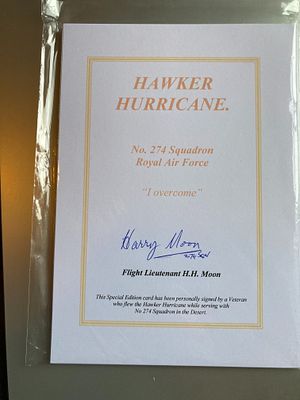 HAWKER
HURRICANE.
No. 274 Squadron
Royal Air Force
"I overcome"
Harry Moon
274 SQN
Flight Lieutenant H.H. Moon
This Special Edition card has been personally signed by a Veteran
who flew the Hawker Hurricane while serving with
No 274 Squadron in the Desert.